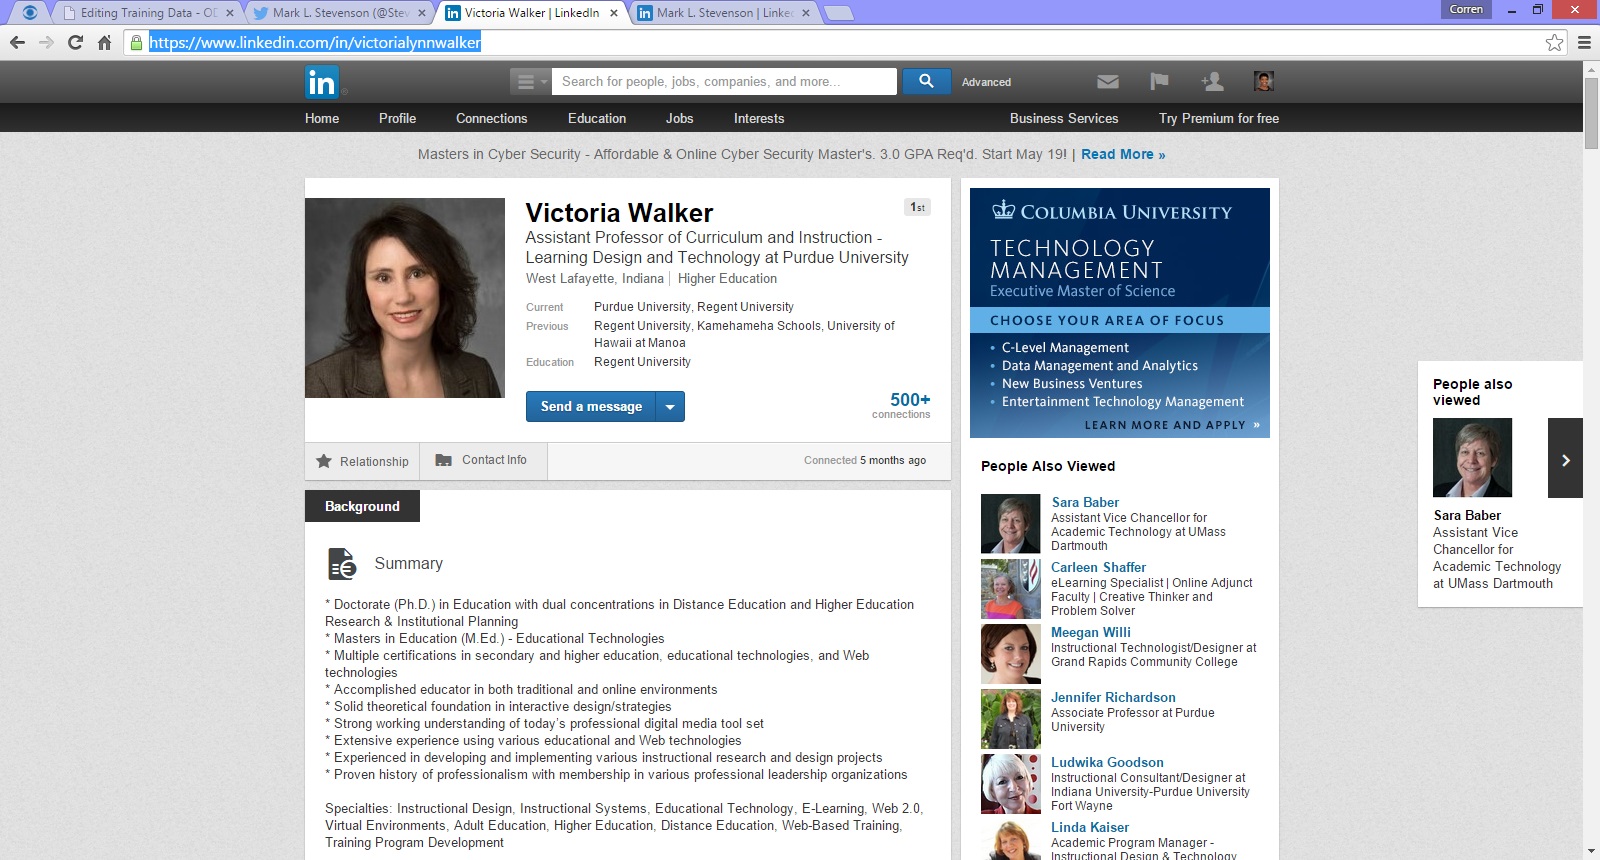 Editing Training Data - OD
Mark L. Stevenson (@Stev
Victoria Walker | LinkedIn
Mark L. Stevenson | Linked
Corren
https://www.linkedin.com/in/victorialynnwalker
in
Search for people, jobs, companies, and more...
Advanced
Home Profile Connections Education Jobs Interests Business Services Try Premium for free
Masters in Cyber Security - Affordable & Online Cyber Security Master's. 3.0 GPA Req'd. Start May 19! | Read More »
Victoria Walker
1st
Assistant Professor of Curriculum and Instruction -
Learning Design and Technology at Purdue University
West Lafayette, Indiana | Higher Education
Current Purdue University, Regent University
Previous Regent University, Kamehameha Schools, University of
Hawaii at Manoa
Education Regent University
Send a message
500+
connections
Relationship
Contact Info
Connected 5 months ago
Background
Summary
* Doctorate (Ph.D.) in Education with dual concentrations in Distance Education and Higher Education
Research & Institutional Planning
* Masters in Education (M.Ed.) - Educational Technologies
* Multiple certifications in secondary and higher education, educational technologies, and Web
technologies
* Accomplished educator in both traditional and online environments
* Solid theoretical foundation in interactive design/strategies
* Strong working understanding of today's professional digital media tool set
* Extensive experience using various educational and Web technologies
* Experienced in developing and implementing various instructional research and design projects
* Proven history of professionalism with membership in various professional leadership organizations
Specialties: Instructional Design, Instructional Systems, Educational Technology, E-Learning, Web 2.0,
Virtual Environments, Adult Education, Higher Education, Distance Education, Web-Based Training,
Training Program Development
COLUMBIA UNIVERSITY
TECHNOLOGY
MANAGEMENT
Executive Master of Science
CHOOSE YOUR AREA OF FOCUS
• C-Level Management
• Data Management and Analytics
• New Business Ventures
• Entertainment Technology Management
LEARN MORE AND APPLY »
People Also Viewed
Sara Baber
Assistant Vice Chancellor for
Academic Technology at UMass
Dartmouth
Carleen Shaffer
eLearning Specialist | Online Adjunct
Faculty | Creative Thinker and
Problem Solver
Meegan Willi
Instructional Technologist/Designer at
Grand Rapids Community College
Jennifer Richardson
Associate Professor at Purdue
University
Ludwika Goodson
Instructional Consultant/Designer at
Indiana University-Purdue University
Fort Wayne
Linda Kaiser
Academic Program Manager -
Instructional Design & Technology
People also
viewed
Sara Baber
Assistant Vice
Chancellor for
Academic Technology
at UMass Dartmouth